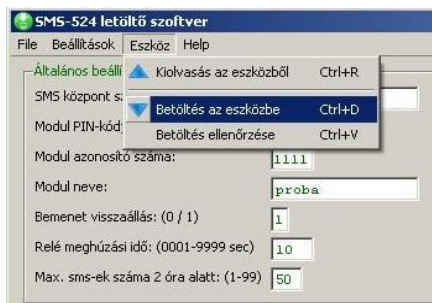 SMS-524 letöltő szoftver
File Beállítások Eszköz Help
Általános beállí
Kiolvasás az eszközből Ctrl+R
SMS központ sz
Betöltés az eszközbe Ctrl+D
Modul PIN-kód
Betöltés ellenőrzése Ctrl+V
Modul azonosító száma: 1111
Modul neve: proba
Bemenet visszaállás: (0 / 1) 1
Relé meghúzási idő: (0001-9999 sec) 10
Max. sms-ek száma 2 óra alatt: (1-99) 50